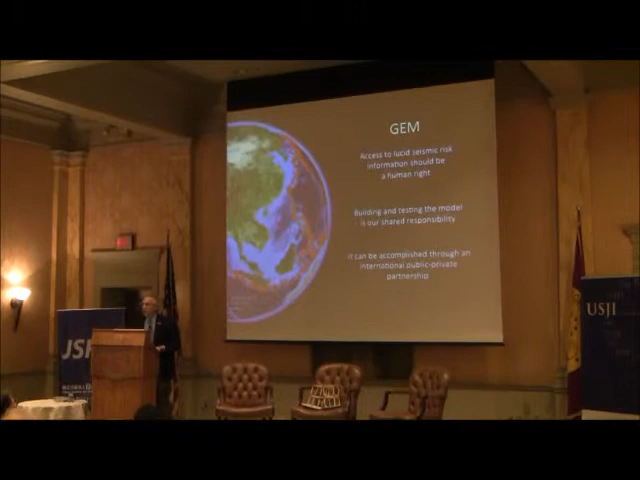 GEM
Access to lucid seismic risk
information should be
a human right
Building and testing the model
is our shared responsibility
It can be accomplished through an
international public-private
partnership
USJI